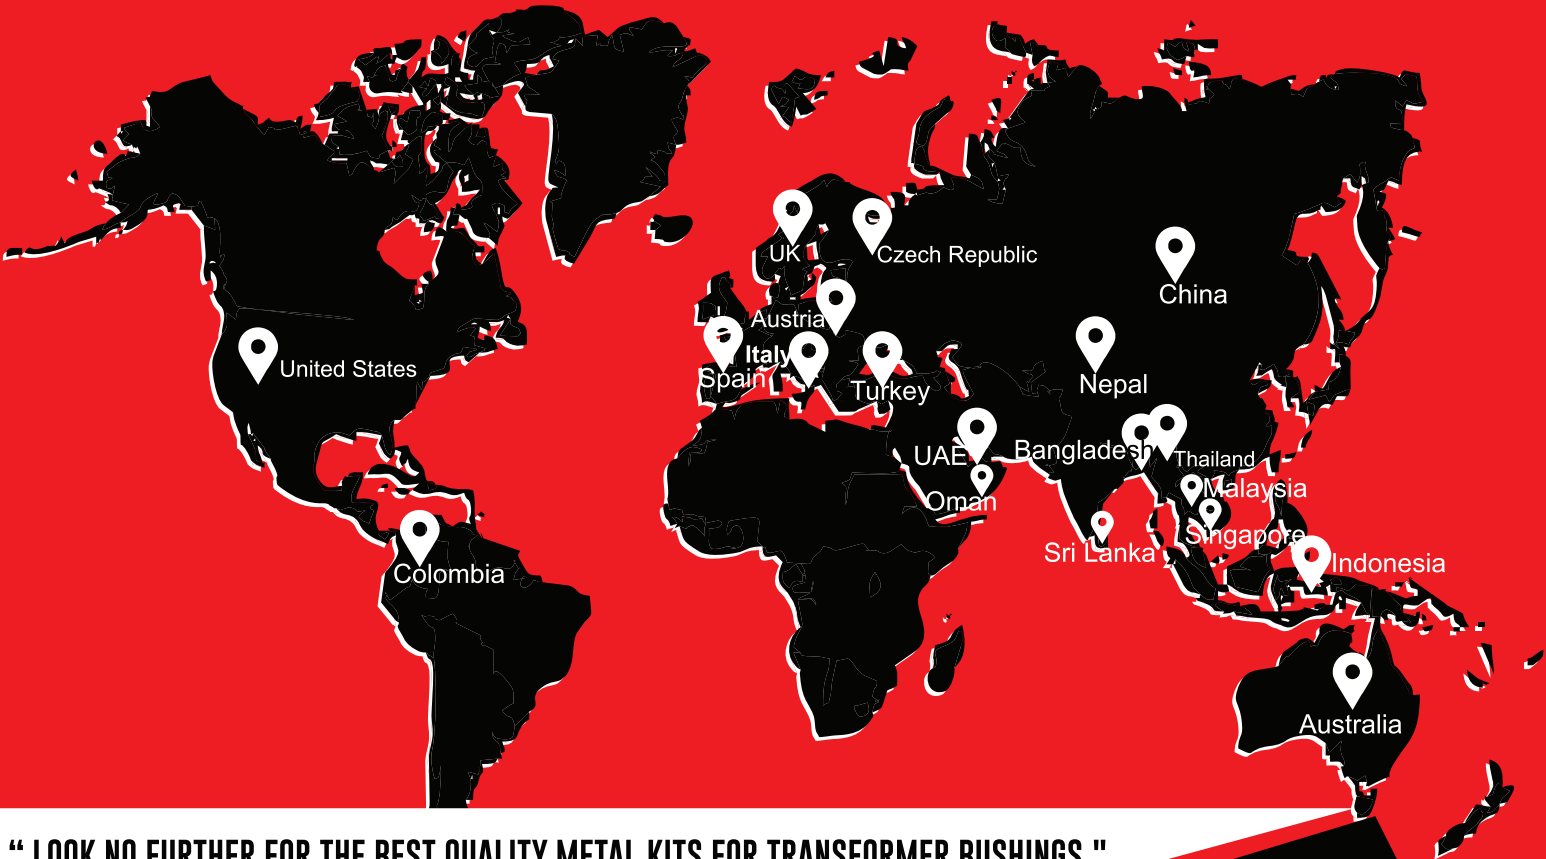 UK
Czech Republic
China
Austria
United States
Italy
Spain
Turkey
Nepal
UAE
Bangladesh
Thailand
Oman
Malaysia
Singapore
Sri Lanka
Indonesia
Colombia
Australia
“ LOOK NO FURTHER FOR THE BEST QUALITY METAL KITS FOR TRANSFORMER BUSHINGS "